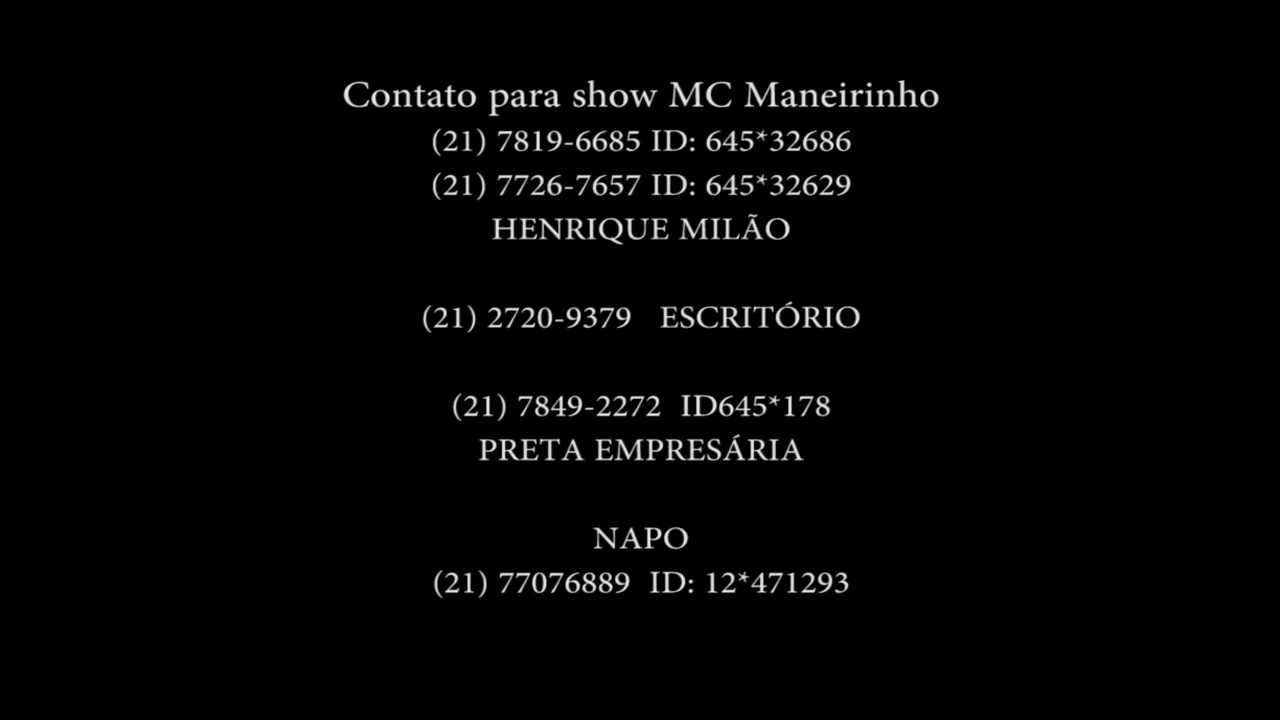 Contato para show MC Maneirinho
(21) 7819-6685 ID: 645*32686
(21) 7726-7657 ID: 645*32629
HENRIQUE MILÃO
(21) 2720-9379 ESCRITÓRIO
(21) 7849-2272 ID645*178
PRETA EMPRESÁRIA
NAPO
(21) 77076889 ID: 12*471293